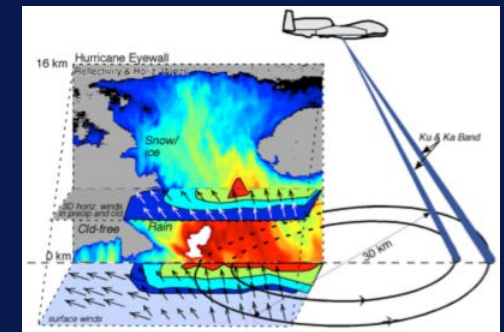 Hurricane Eyewall
16 km
Reflectivity & Horiz. Winds
Snow/
ice
Ku & Ka Band
3D horiz. winds
in precip and cld
Cld-free
Rain
0 km
30 km
surface winds